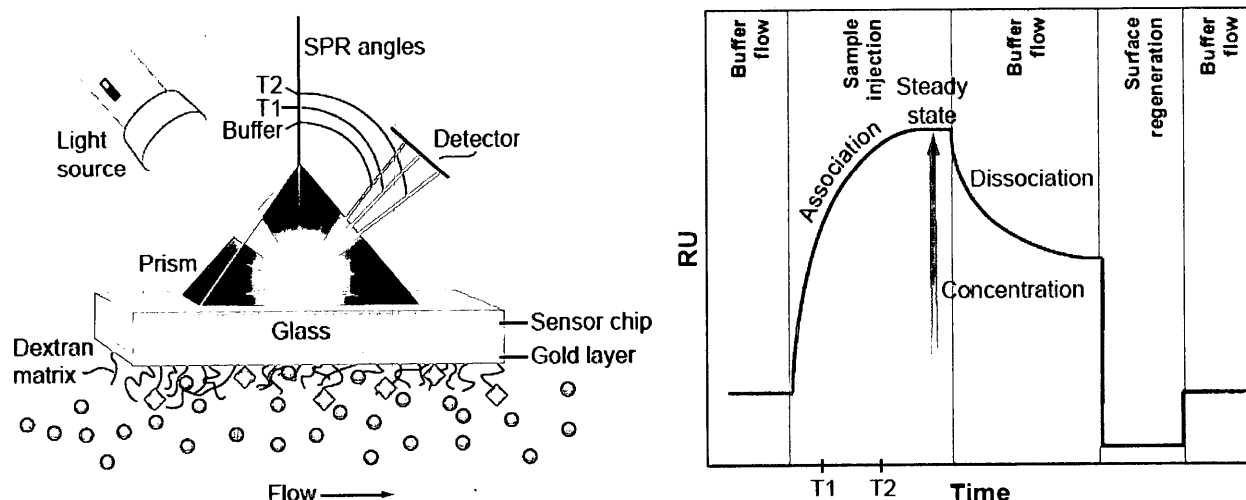 SPR angles
T2
T1
Buffer
Light
source
Detector
Prism
Glass
Sensor chip
Gold layer
Dextran
matrix
Flow
Buffer
flow
Sample
injection
Buffer
flow
Surface
regeneration
Buffer
flow
Steady
state
Association
Dissociation
Concentration
RU
T1
T2
Time